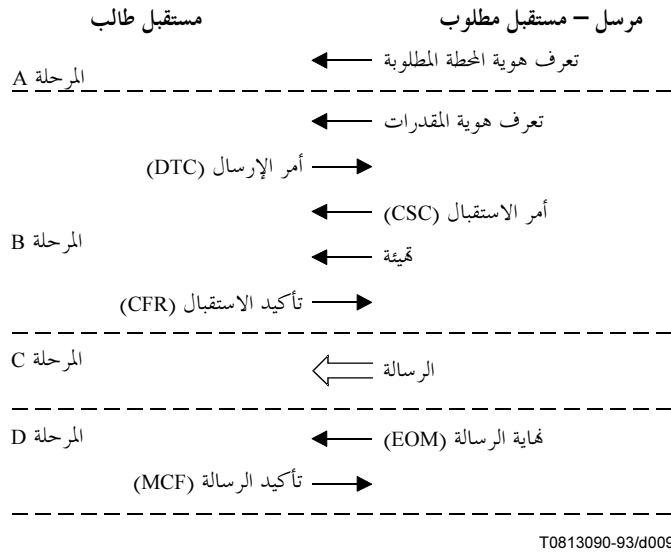 مرسل – مستقبل مطلوب
مستقبل طالب
تعرف هوية المحطة المطلوبة
المرحلة A
تعرف هوية المقدرات
أمر الإرسال (DTC)
أمر الاستقبال (CSC)
المرحلة B
تهيئة
تأكيد الاستقبال (CFR)
الرسالة
المرحلة C
نهاية الرسالة (EOM)
المرحلة D
تأكيد الرسالة (MCF)
T0813090-93/d009